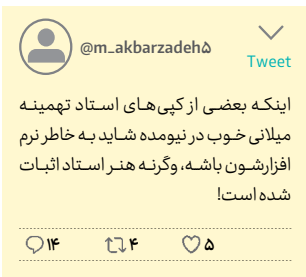 @m_akbarzadeh۵
Tweet
اینکه بعضی از کپی‌های استاد تهمینه
میلانی خوب در نیومده شاید به خاطر نرم
افزارشون باشه، وگرنه هنر استاد اثبات
شده است!
۱۴ ۴ ۵